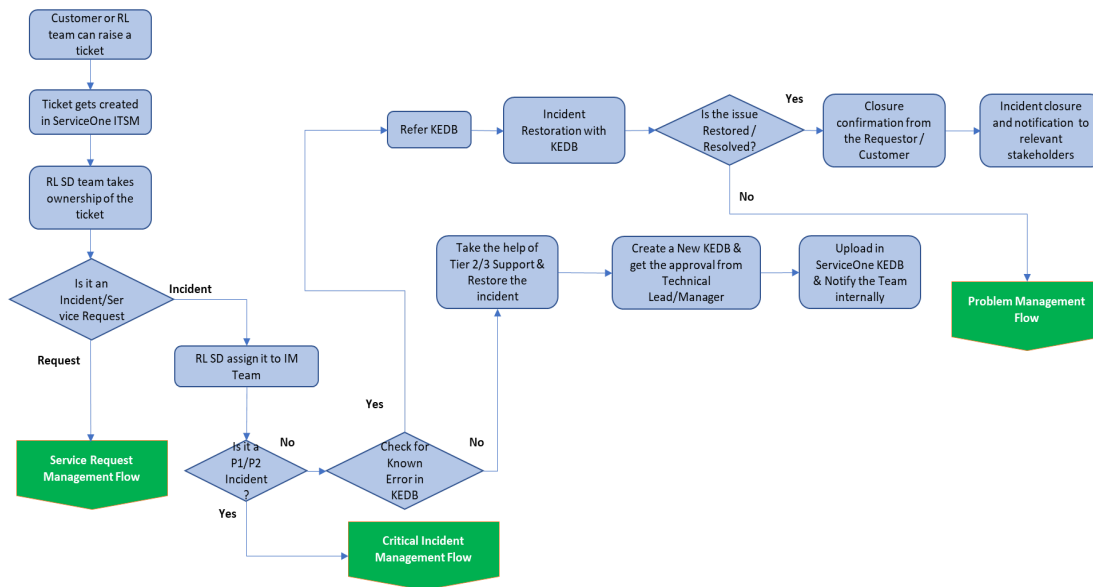 Customer or RL
team can raise a
ticket
Ticket gets created
in ServiceOne ITSM
RL SD team takes
ownership of the
ticket
Is it an
Incident/Ser
vice Request
Incident
Request
Service Request
Management Flow
RL SD assign it to IM
Team
Is it a
P1/P2
Incident
?
No
Yes
Critical Incident
Management Flow
Check for
Known
Error in
KEDB
Yes
No
Refer KEDB
Incident
Restoration with
KEDB
Is the issue
Restored /
Resolved?
Yes
No
Closure
confirmation from
the Requestor /
Customer
Incident closure
and notification to
relevant
stakeholders
Take the help of
Tier 2/3 Support &
Restore the
incident
Create a New KEDB &
get the approval from
Technical
Lead/Manager
Upload in
ServiceOne KEDB
& Notify the Team
internally
Problem Management
Flow